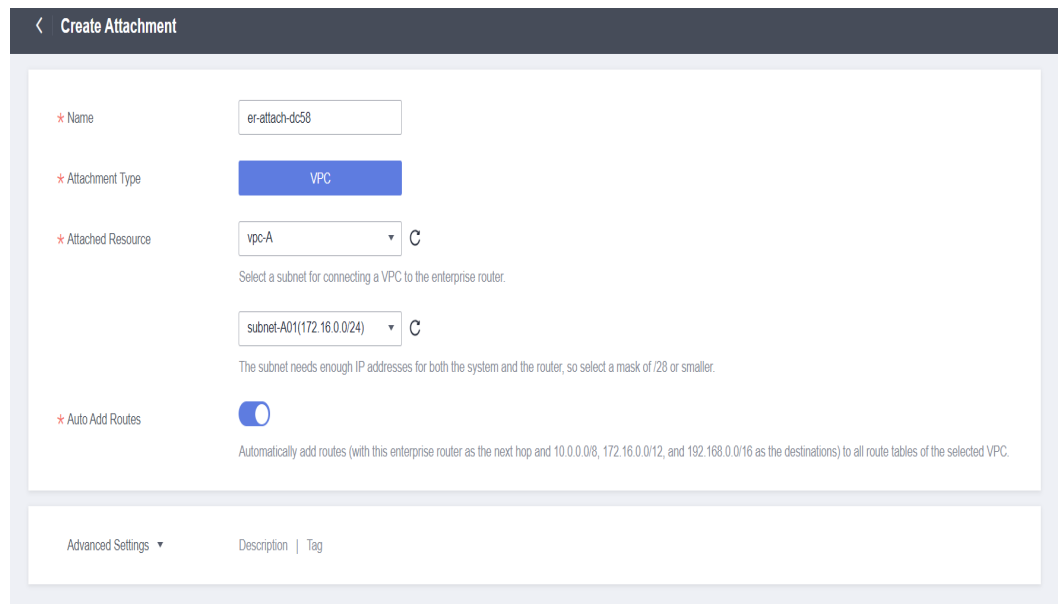 Create Attachment
* Name er-attach-dc58
* Attachment Type VPC
* Attached Resource vpc-A
Select a subnet for connecting a VPC to the enterprise router.
subnet-A01(172.16.0.0/24)
The subnet needs enough IP addresses for both the system and the router, so select a mask of /28 or smaller.
* Auto Add Routes
Automatically add routes (with this enterprise router as the next hop and 10.0.0.0/8, 172.16.0.0/12, and 192.168.0.0/16 as the destinations) to all route tables of the selected VPC.
Advanced Settings Description | Tag